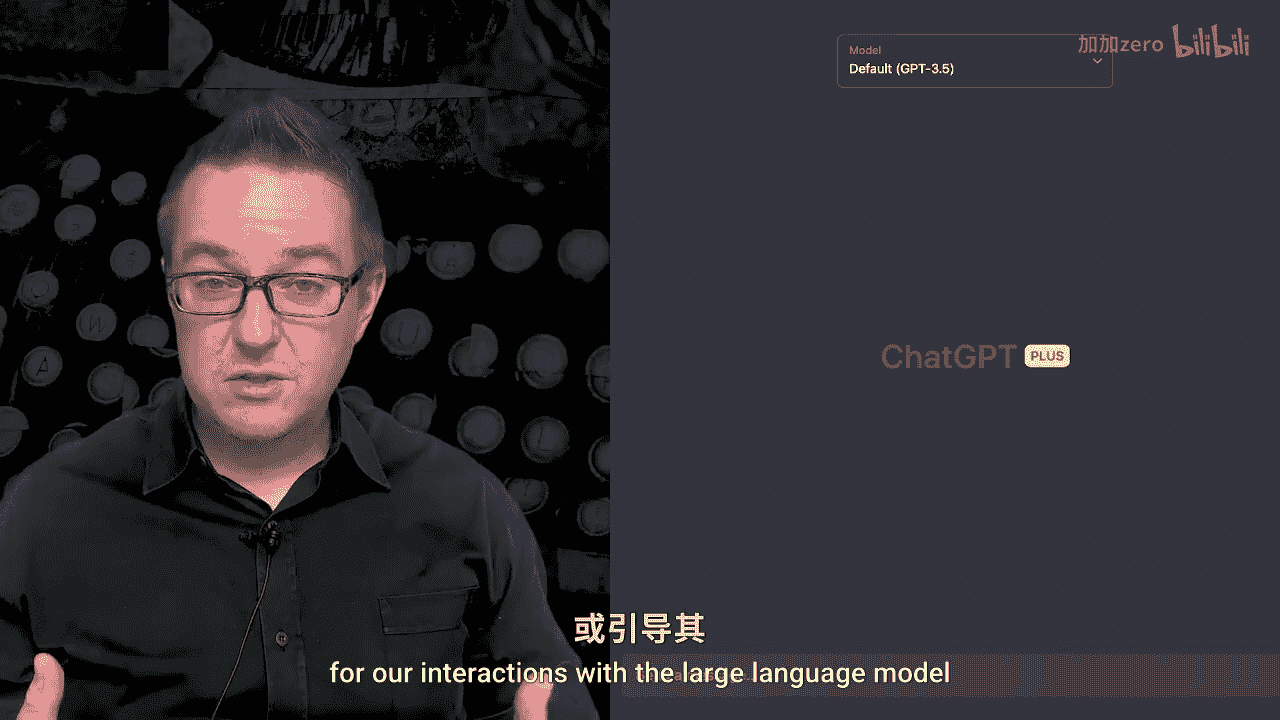 加加zero bilibili
Model
Default (GPT-3.5)
ChatGPT PLUS
或引导其
for our interactions with the large language model